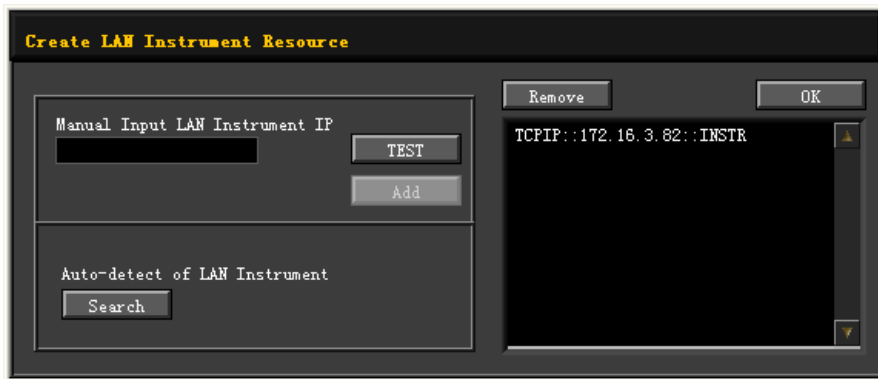 Create LAN Instrument Resource
Manual Input LAN Instrument IP
TEST
Add
Auto-detect of LAN Instrument
Search
Remove
OK
TCPIP::172.16.3.82::INSTR